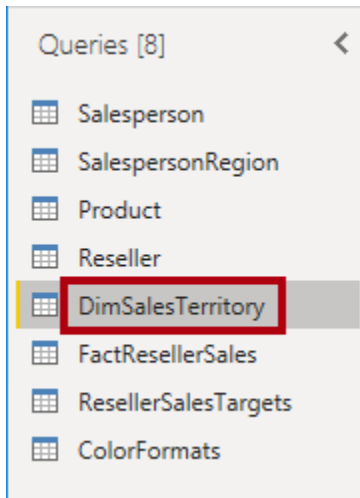 Queries [8]
Salesperson
SalespersonRegion
Product
Reseller
DimSalesTerritory
FactResellerSales
ResellerSalesTargets
ColorFormats